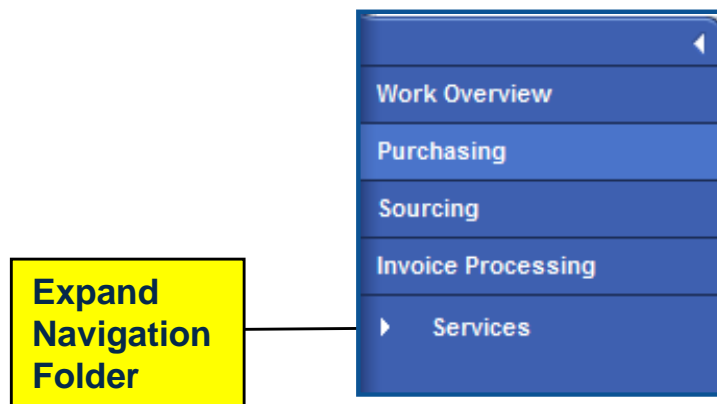 Work Overview
Purchasing
Sourcing
Invoice Processing
Services
Expand
Navigation
Folder